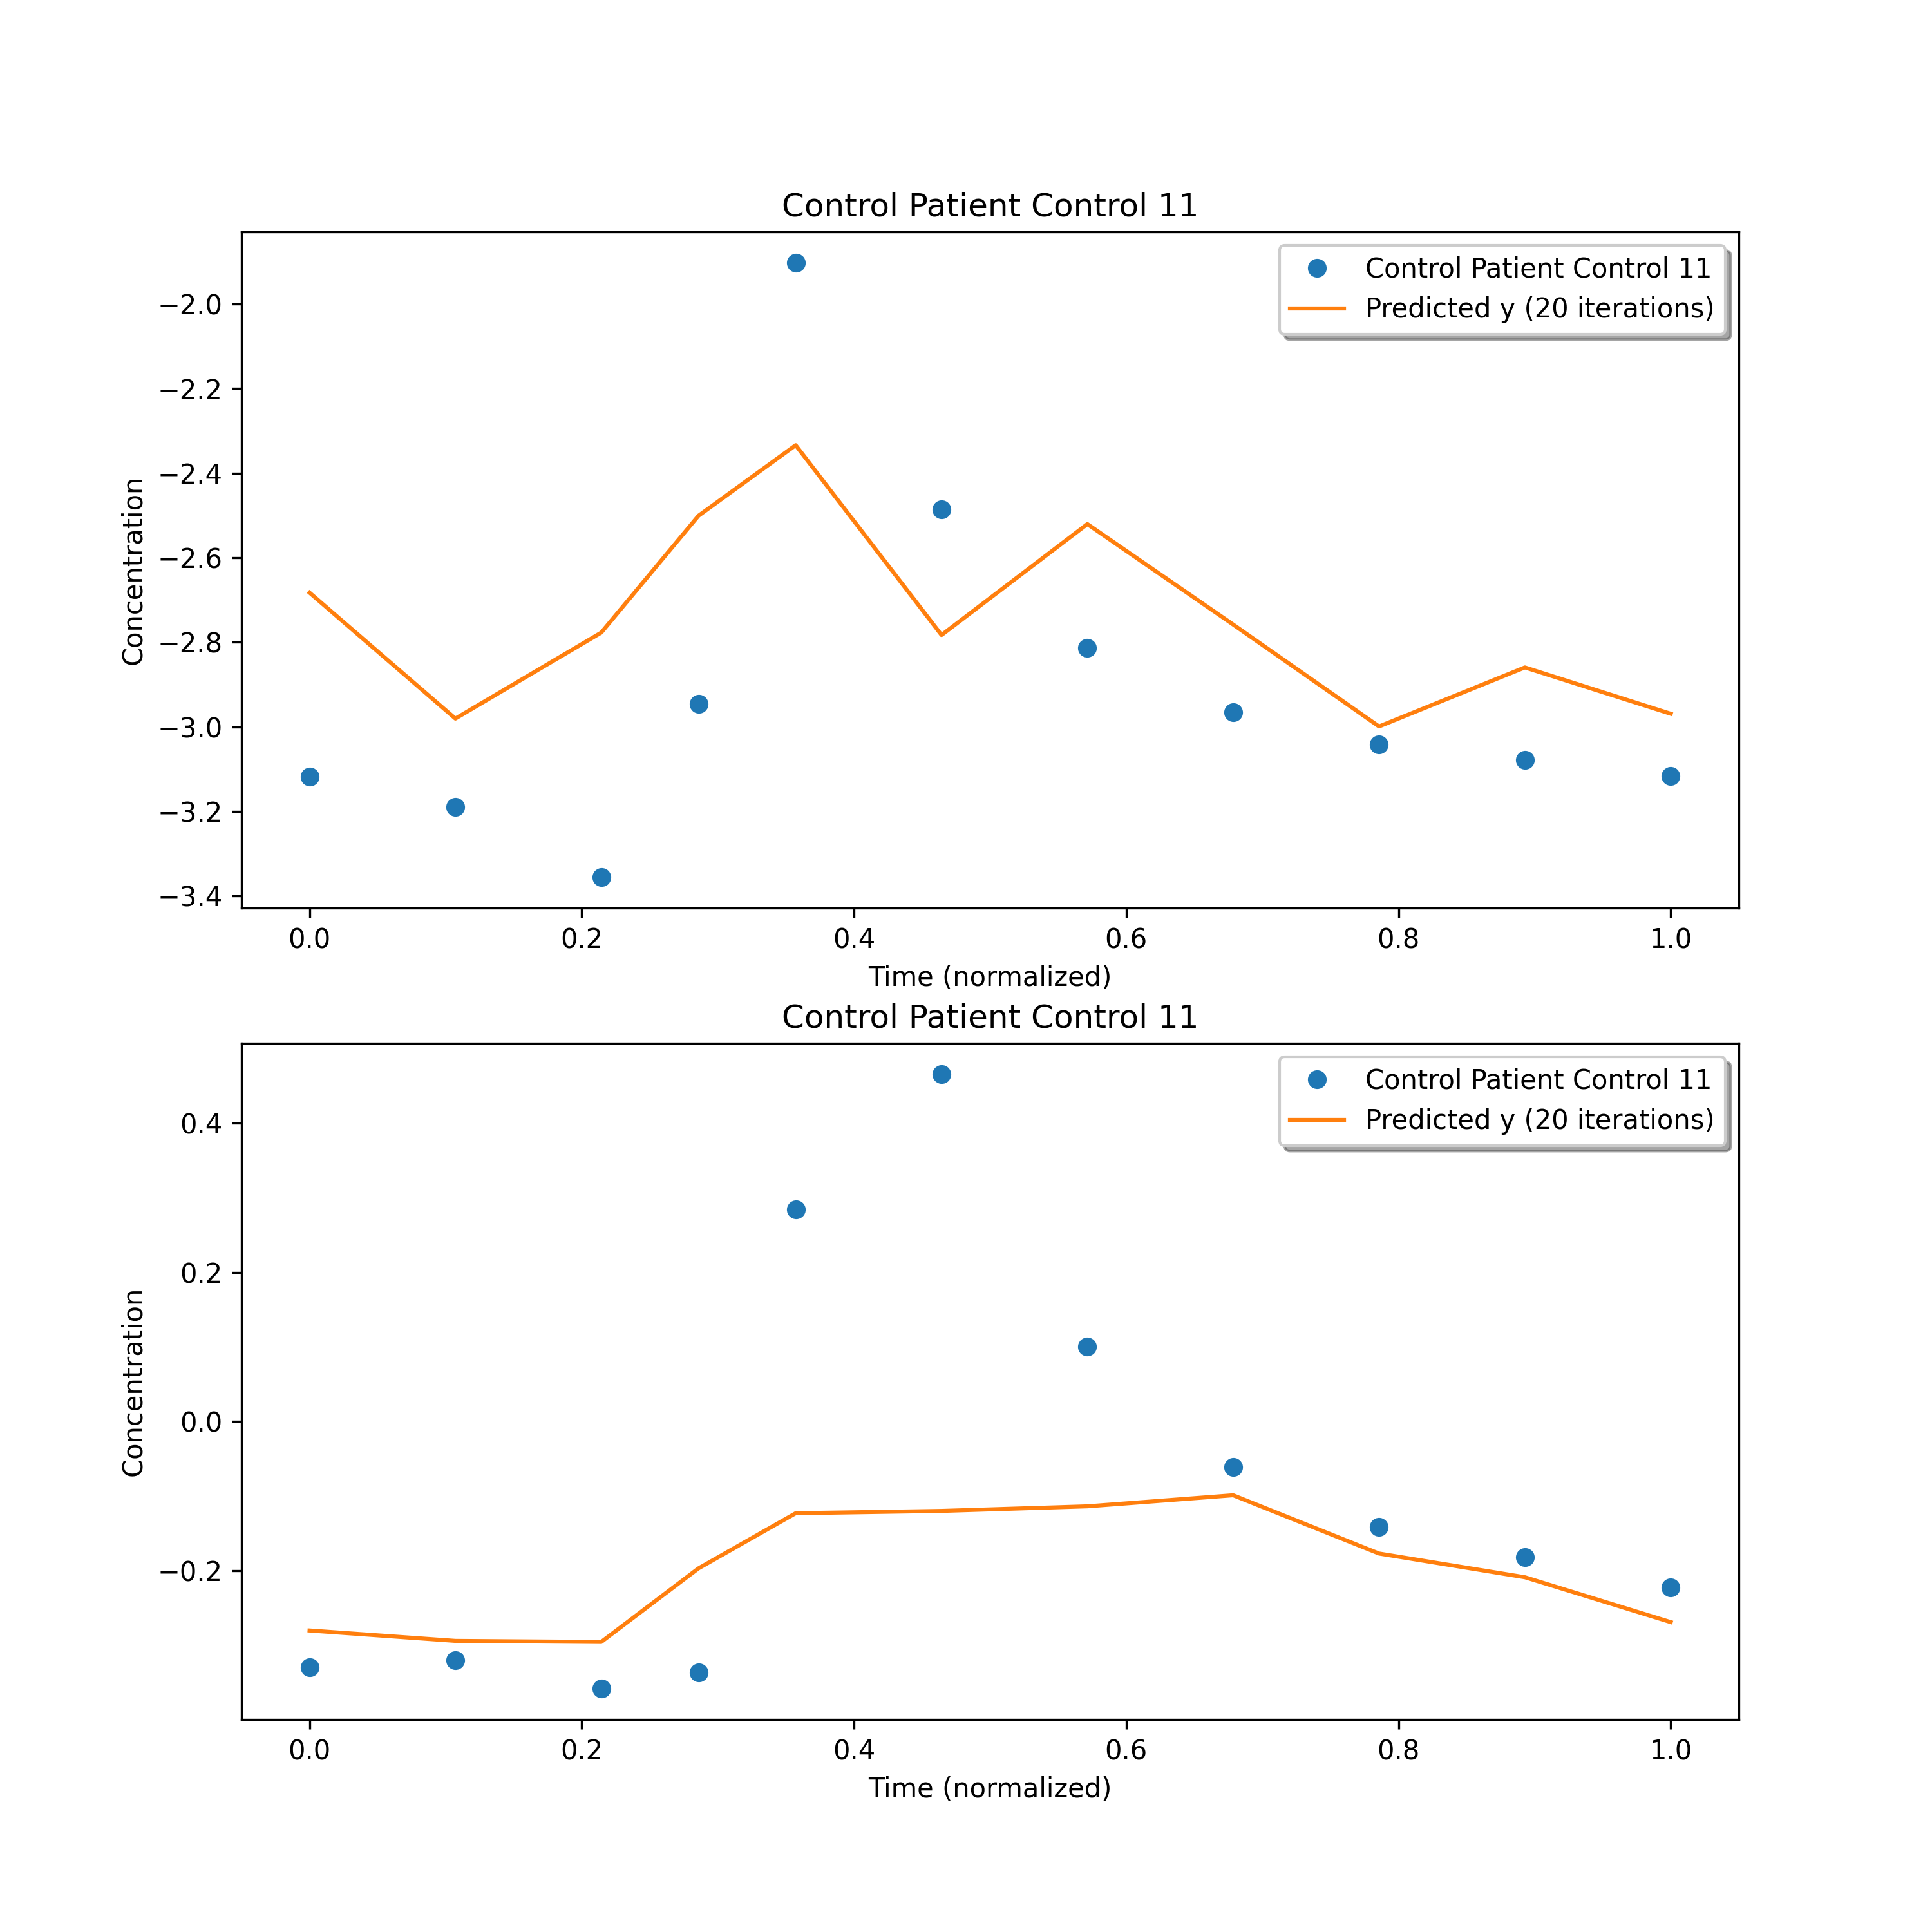 Control Patient Control 11
Control Patient Control 11
Predicted y (20 iterations)
−2.0
−2.2
−2.4
−2.6
−2.8
−3.0
−3.2
−3.4
Concentration
0.0 0.2 0.4 0.6 0.8 1.0
Time (normalized)
Control Patient Control 11
Control Patient Control 11
Predicted y (20 iterations)
0.4
0.2
0.0
−0.2
Concentration
0.0 0.2 0.4 0.6 0.8 1.0
Time (normalized)